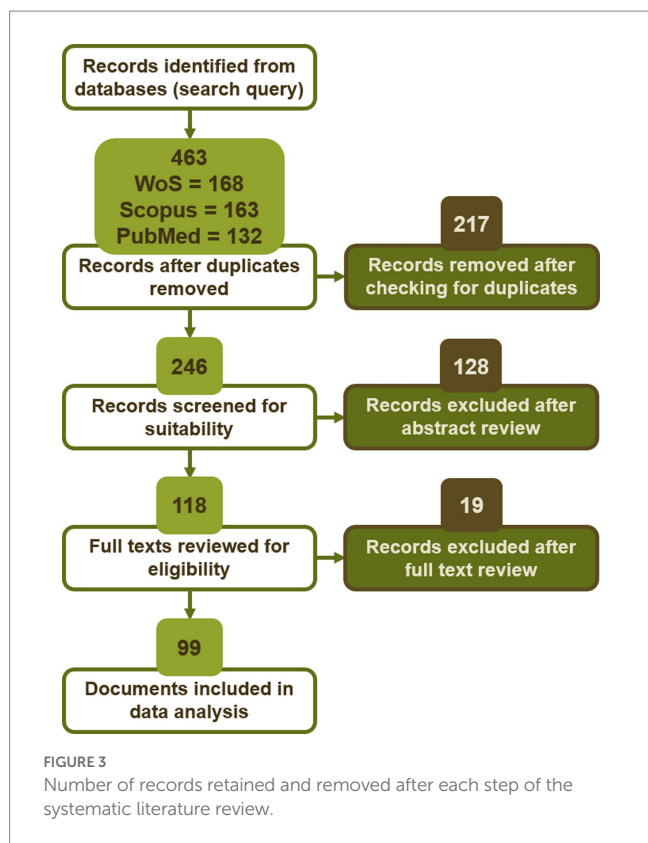 Records identified from
databases (search query)
463
WoS = 168
Scopus = 163
PubMed = 132
Records after duplicates
removed
217
Records removed after
checking for duplicates
246
Records screened for
suitability
128
Records excluded after
abstract review
118
Full texts reviewed for
eligibility
19
Records excluded after
full text review
99
Documents included in
data analysis
FIGURE 3
Number of records retained and removed after each step of the
systematic literature review.